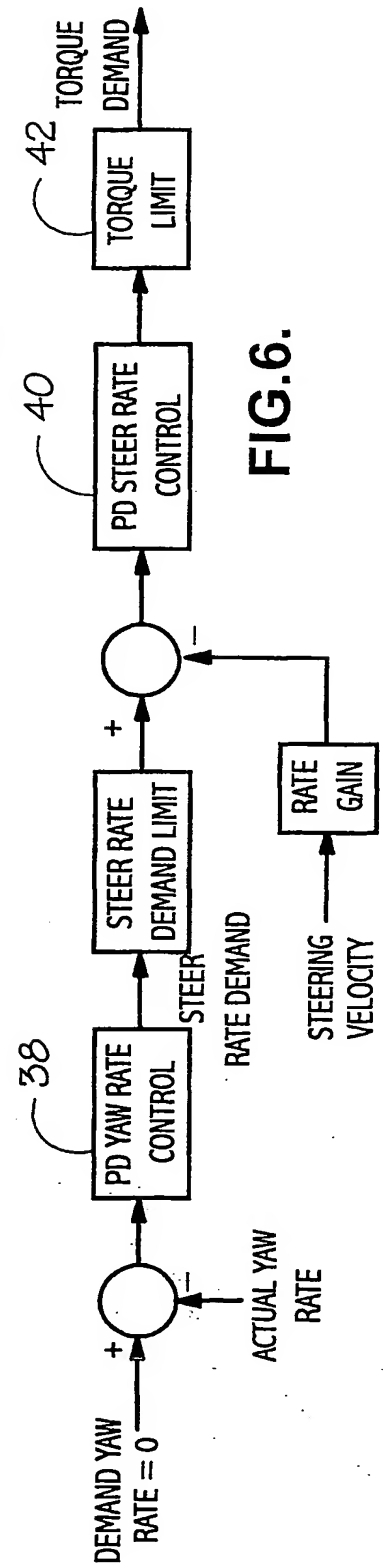 DEMAND YAW
RATE = 0
+
-
ACTUAL YAW
RATE
38
PD YAW RATE
CONTROL
STEER
RATE DEMAND
STEER RATE
DEMAND LIMIT
+
-
STEERING
VELOCITY
RATE
GAIN
40
PD STEER RATE
CONTROL
42
TORQUE
LIMIT
TORQUE
DEMAND
FIG.6.